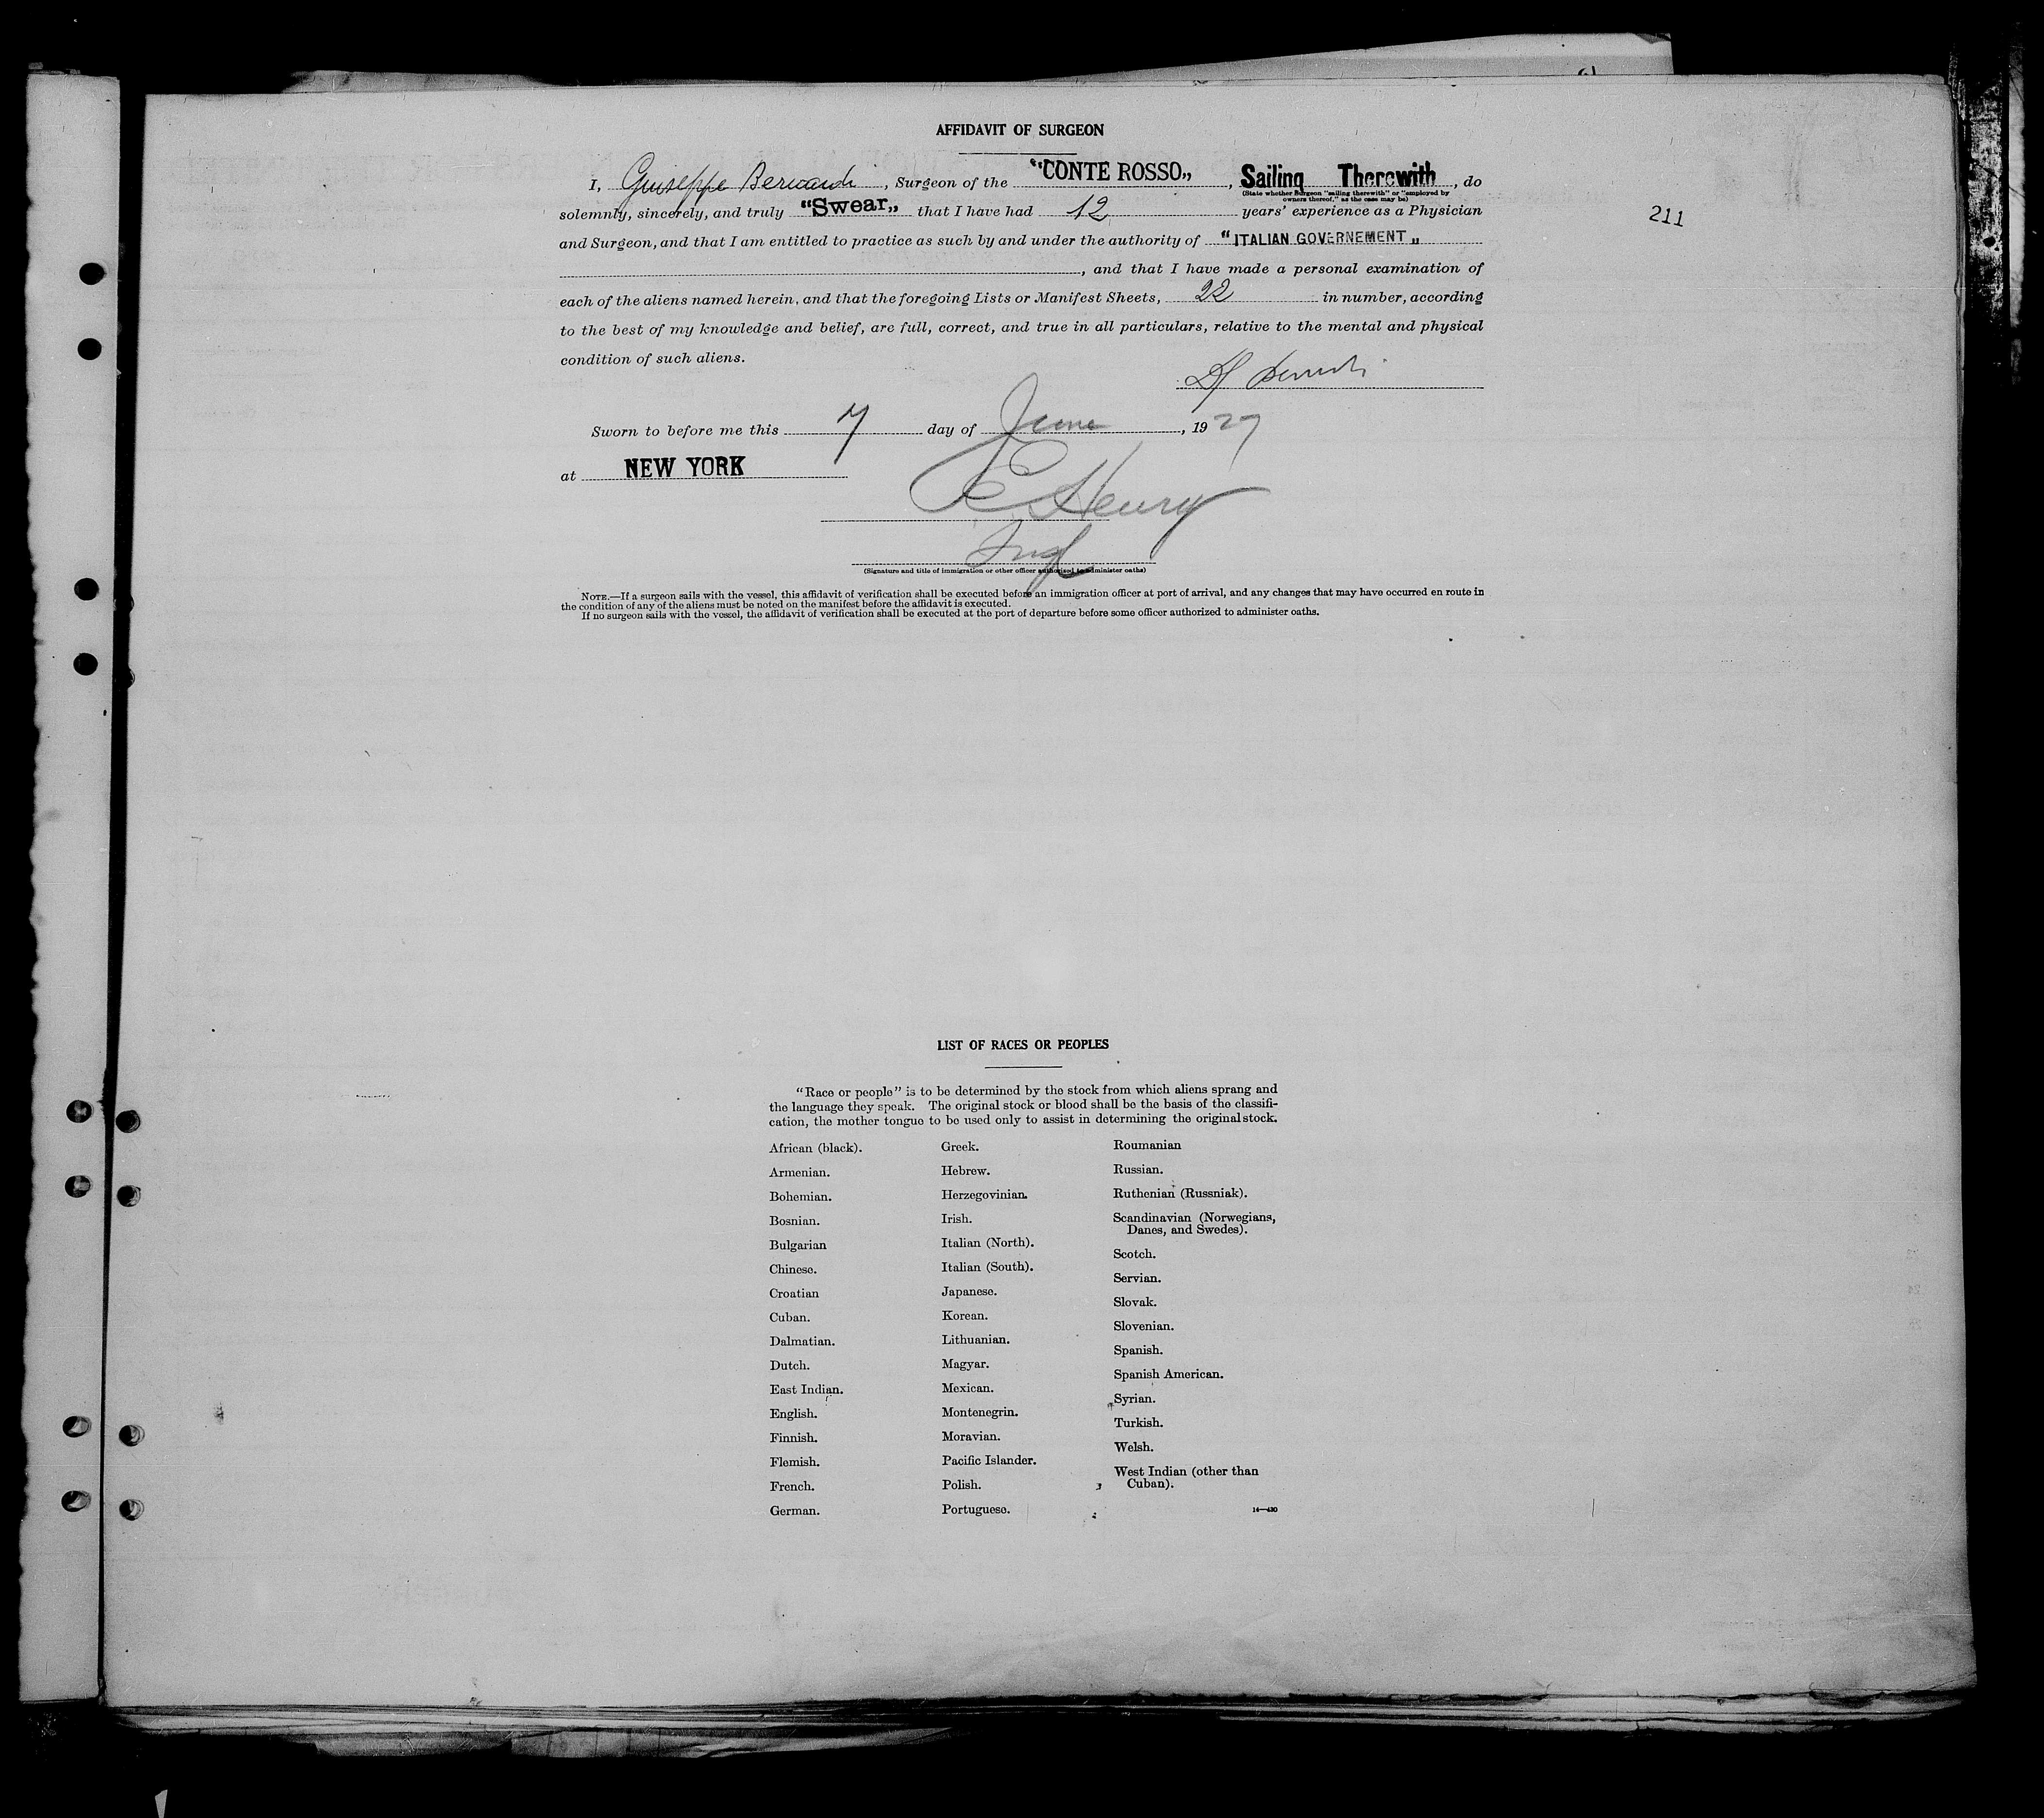 AFFIDAVIT OF SURGEON
I, Giuseppe Bernardi, Surgeon of the "CONTE ROSSO„, Sailing Therewith, do
(State whether Surgeon "sailing therewith" or "employed by
owners thereof," as the case may be)
solemnly, sincerely, and truly "Swear„ that I have had 12 years' experience as a Physician
211
and Surgeon, and that I am entitled to practice as such by and under the authority of "ITALIAN GOVERNEMENT„
, and that I have made a personal examination of
each of the aliens named herein, and that the foregoing Lists or Manifest Sheets, 22 in number, according
to the best of my knowledge and belief, are full, correct, and true in all particulars, relative to the mental and physical
condition of such aliens.
Sworn to before me this 7 day of June, 1927
at NEW YORK
Henry
(Signature and title of immigration or other officer authorized to administer oaths)
NOTE.—If a surgeon sails with the vessel, this affidavit of verification shall be executed before an immigration officer at port of arrival, and any changes that may have occurred en route in
the condition of any of the aliens must be noted on the manifest before the affidavit is executed.
If no surgeon sails with the vessel, the affidavit of verification shall be executed at the port of departure before some officer authorized to administer oaths.
LIST OF RACES OR PEOPLES
"Race or people" is to be determined by the stock from which aliens sprang and
the language they speak. The original stock or blood shall be the basis of the classifi-
cation, the mother tongue to be used only to assist in determining the original stock.
African (black).
Armenian.
Bohemian.
Bosnian.
Bulgarian
Chinese.
Croatian
Cuban.
Dalmatian.
Dutch.
East Indian.
English.
Finnish.
Flemish.
French.
German.
Greek.
Hebrew.
Herzegovinian.
Irish.
Italian (North).
Italian (South).
Japanese.
Korean.
Lithuanian.
Magyar.
Mexican.
Montenegrin.
Moravian.
Pacific Islander.
Polish.
Portuguese.
Roumanian
Russian.
Ruthenian (Russniak).
Scandinavian (Norwegians,
Danes, and Swedes).
Scotch.
Servian.
Slovak.
Slovenian.
Spanish.
Spanish American.
Syrian.
Turkish.
Welsh.
West Indian (other than
Cuban).
14—430